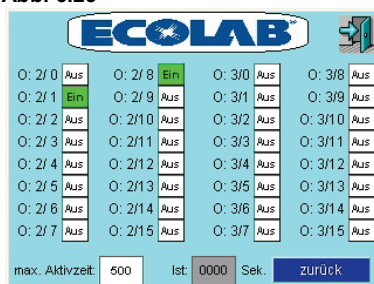 ECOLAB
O: 2/ 0 Aus O: 2/ 8 Ein O: 3/0 Aus O: 3/8 Aus
O: 2/ 1 Ein O: 2/ 9 Aus O: 3/1 Aus O: 3/9 Aus
O: 2/ 2 Aus O: 2/10 Aus O: 3/2 Aus O: 3/10 Aus
O: 2/ 3 Aus O: 2/11 Aus O: 3/3 Aus O: 3/11 Aus
O: 2/ 4 Aus O: 2/12 Aus O: 3/4 Aus O: 3/12 Aus
O: 2/ 5 Aus O: 2/13 Aus O: 3/5 Aus O: 3/13 Aus
O: 2/ 6 Aus O: 2/14 Aus O: 3/6 Aus O: 3/14 Aus
O: 2/ 7 Aus O: 2/15 Aus O: 3/7 Aus O: 3/15 Aus
max. Aktivzeit: 500 Ist: 0000 Sek. zurück